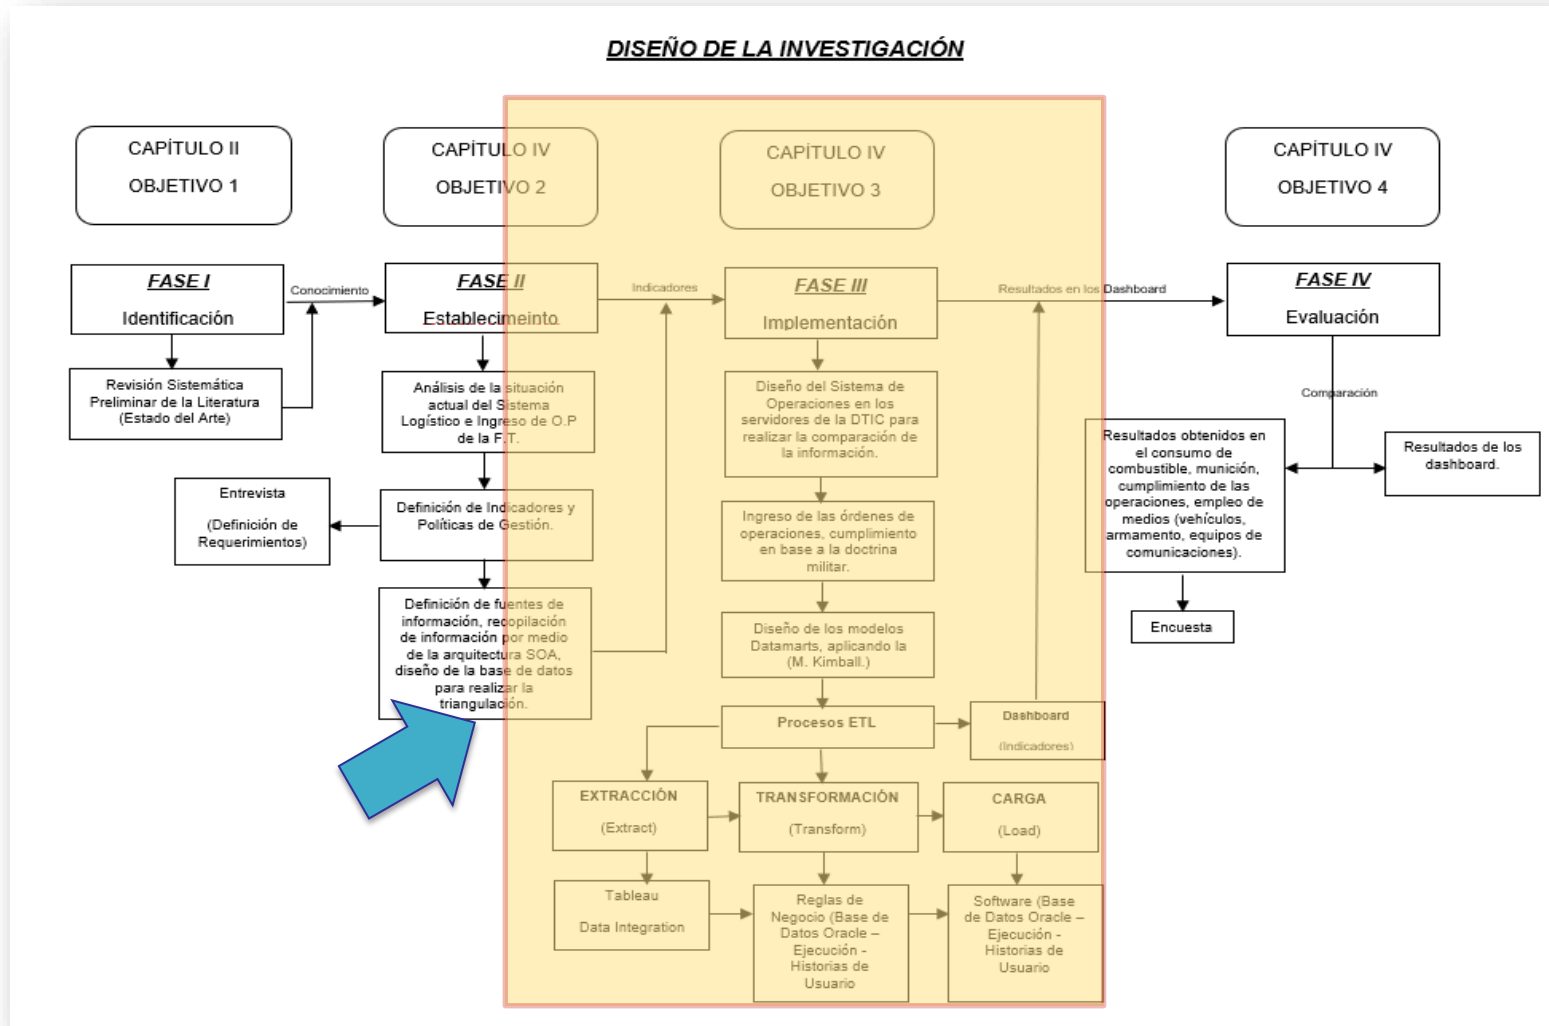 DISEÑO DE LA INVESTIGACIÓN
CAPÍTULO II
OBJETIVO 1
CAPÍTULO IV
OBJETIVO 2
CAPÍTULO IV
OBJETIVO 3
CAPÍTULO IV
OBJETIVO 4
FASE I
Identificación
Conocimiento
FASE II
Establecimeinto
Indicadores
FASE III
Implementación
Resultados en los Dashboard
FASE IV
Evaluación
Revisión Sistemática
Preliminar de la Literatura
(Estado del Arte)
Análisis de la situación
actual del Sistema
Logístico e Ingreso de O.P
de la F.T.
Entrevista
(Definición de
Requerimientos)
Definición de Indicadores y
Políticas de Gestión.
Definición de fuentes de
información, recopilación
de información por medio
de la arquitectura SOA,
diseño de la base de datos
para realizar la
triangulación.
Diseño del Sistema de
Operaciones en los
servidores de la DTIC para
realizar la comparación de
la información.
Ingreso de las órdenes de
operaciones, cumplimiento
en base a la doctrina
militar.
Diseño de los modelos
Datamarts, aplicando la
(M. Kimball.)
Procesos ETL
Dashboard
(Indicadores)
EXTRACCIÓN
(Extract)
TRANSFORMACIÓN
(Transform)
CARGA
(Load)
Tableau
Data Integration
Reglas de
Negocio (Base de
Datos Oracle –
Ejecución -
Historias de
Usuario
Software (Base
de Datos Oracle –
Ejecución -
Historias de
Usuario
Comparación
Resultados obtenidos en
el consumo de
combustible, munición,
cumplimiento de las
operaciones, empleo de
medios (vehículos,
armamento, equipos de
comunicaciones).
Resultados de los
dashboard.
Encuesta